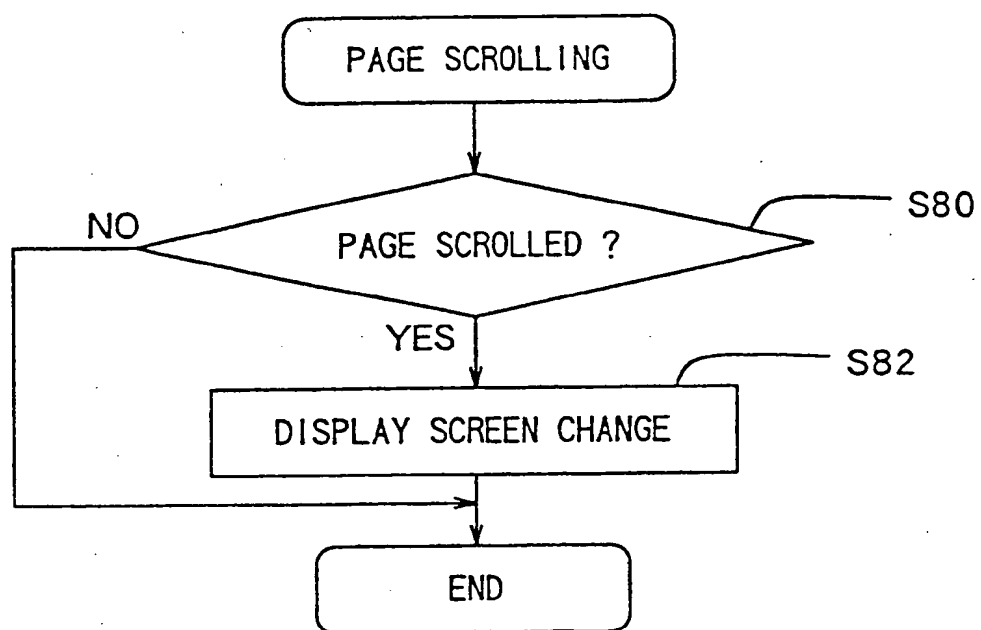 PAGE SCROLLING
S80
NO
PAGE SCROLLED ?
YES
S82
DISPLAY SCREEN CHANGE
END